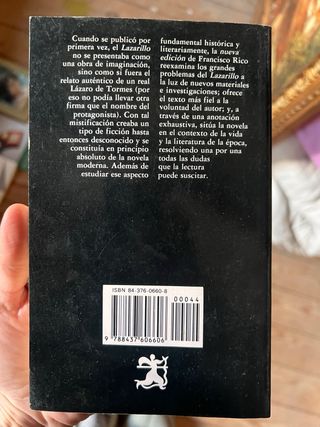 Cuando se publicó por
primera vez, el Lazarillo
no se presentaba como
una obra de imaginación,
sino como si fuera el
relato auténtico de un real
Lázaro de Tormes (por
eso no podía llevar otra
firma que el nombre del
protagonista). Con tal
mistificación creaba un
tipo de ficción hasta
entonces desconocido y se
constituía en principio
absoluto de la novela
moderna. Además de
estudiar ese aspecto
fundamental histórica y
literariamente, la nueva
edición de Francisco Rico
reexamina los grandes
problemas del Lazarillo a
la luz de nuevos materiales
e investigaciones; ofrece
el texto más fiel a la
voluntad del autor; y, a
través de una anotación
exhaustiva, sitúa la novela
en el contexto de la vida
y la literatura de la época,
resolviendo una por una
todas las dudas
que la lectura
puede suscitar.
ISBN 84-376-0660-8
00044
9 788437 606606